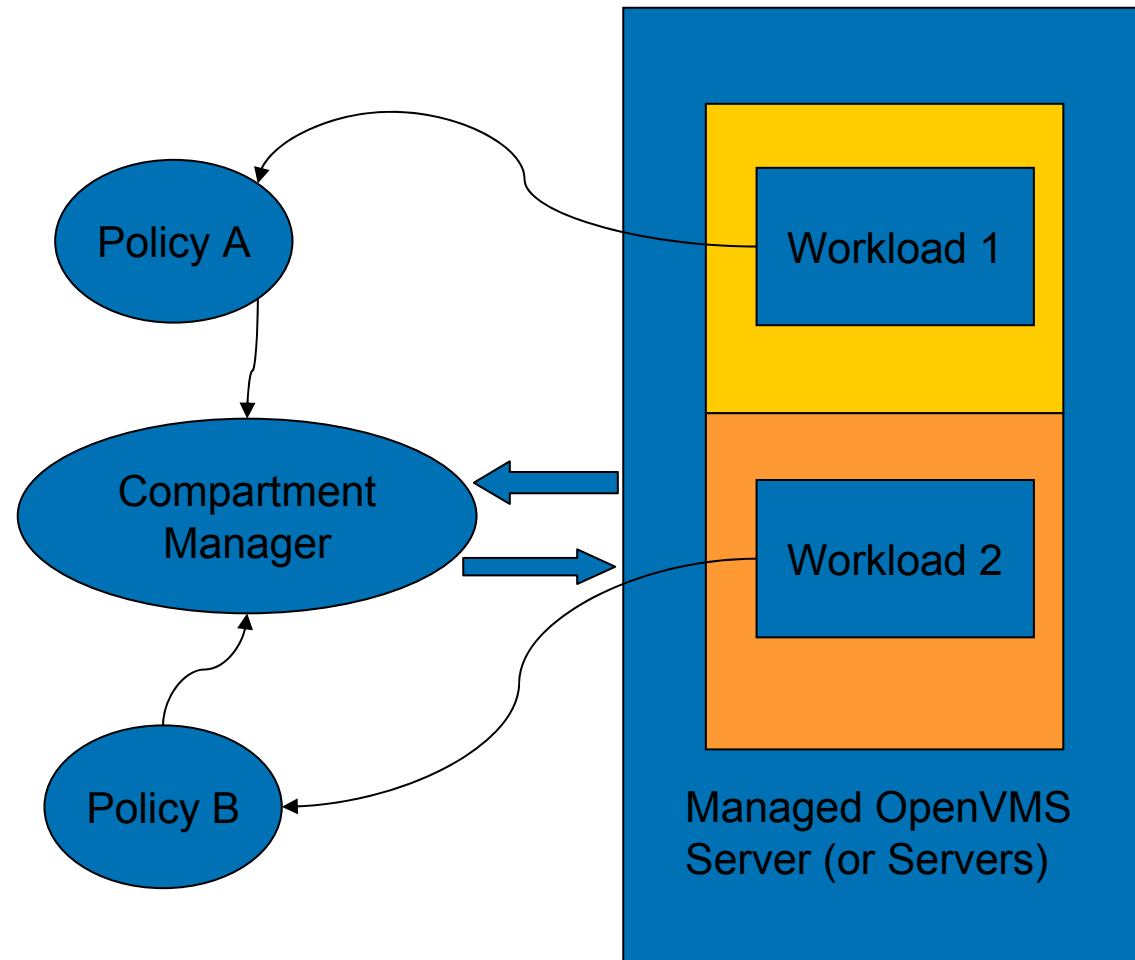 Policy A
Workload 1
Compartment
Manager
Workload 2
Policy B
Managed OpenVMS
Server (or Servers)